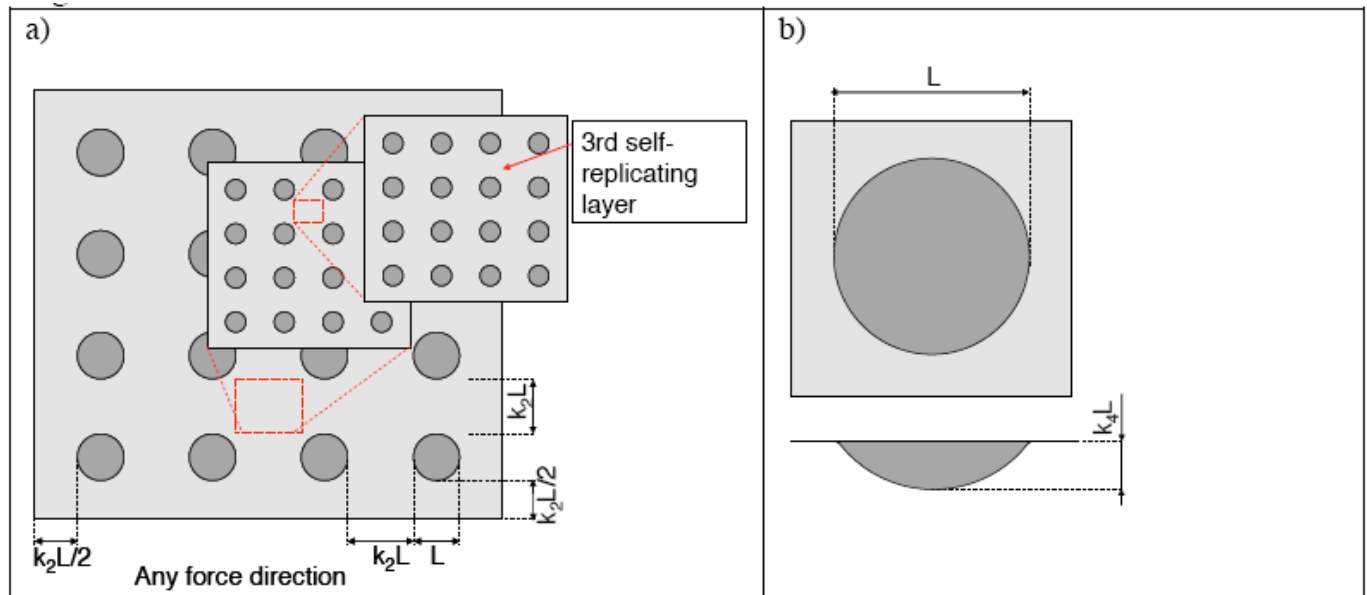 a)
3rd self-
replicating
layer
k₂L
k₂L/2
k₂L/2
k₂L
L
Any force direction
b)
L
k₄L